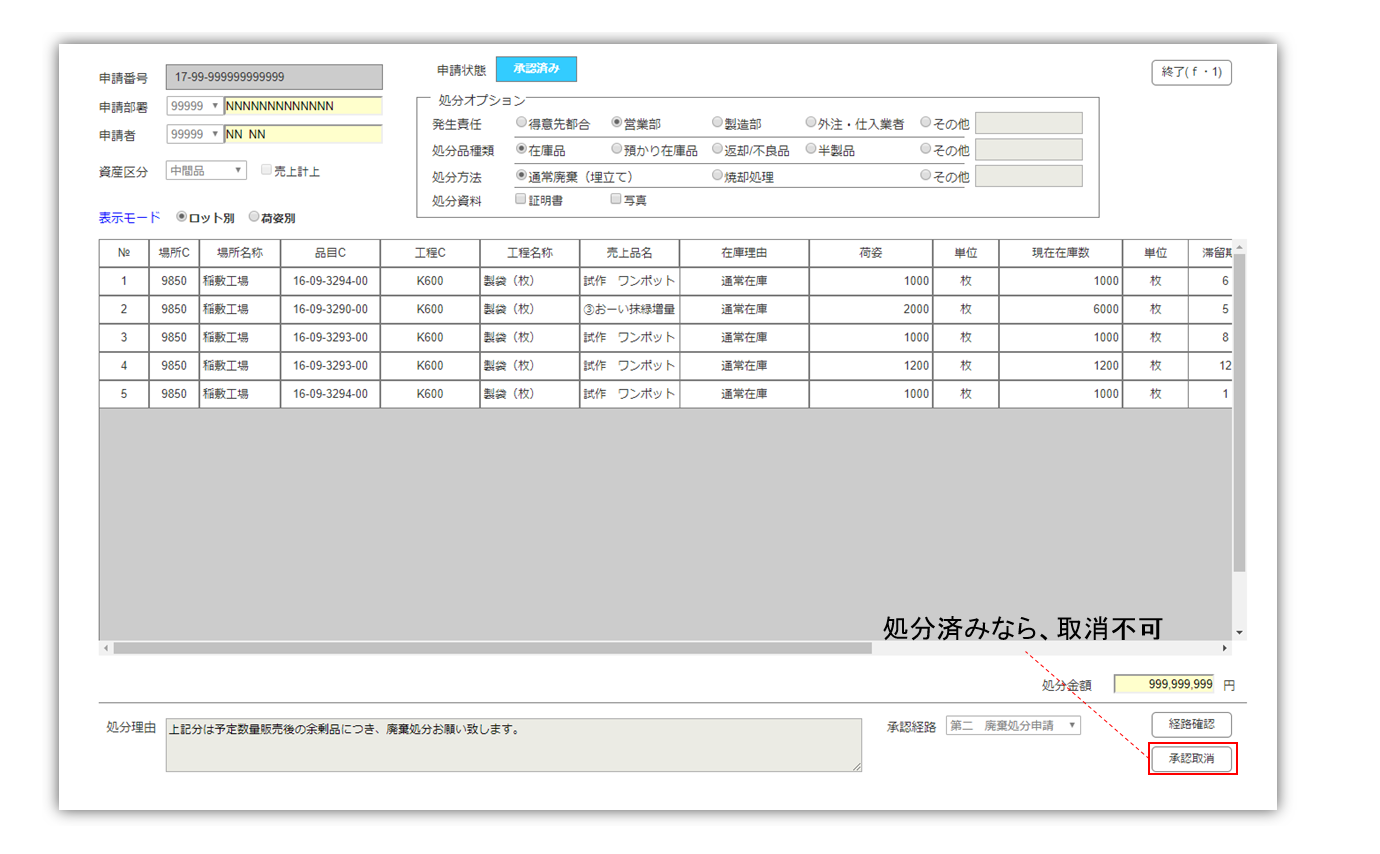 申請番号 17-99-999999999999 申請状態 承認済み 終了(ｆ・1)
申請部署 99999 NNNNNNNNNNNNN
申請者 99999 NN NN
資産区分 中間品 売上計上
処分オプション
発生責任 得意先都合 営業部 製造部 外注・仕入業者 その他
処分品種類 在庫品 預かり在庫品 返却/不良品 半製品 その他
処分方法 通常廃棄（埋立て） 焼却処理 その他
処分資料 証明書 写真
表示モード ロット別 荷姿別
№ 場所C 場所名称 品目C 工程C 工程名称 売上品名 在庫理由 荷姿 単位 現在在庫数 単位
1 9850 稲敷工場 16-09-3294-00 K600 製袋（枚） 試作 ワンポット 通常在庫 1000 枚 1000 枚 6
2 9850 稲敷工場 16-09-3290-00 K600 製袋（枚） ③おーい抹緑増量 通常在庫 2000 枚 6000 枚 5
3 9850 稲敷工場 16-09-3293-00 K600 製袋（枚） 試作 ワンポット 通常在庫 1000 枚 1000 枚 8
4 9850 稲敷工場 16-09-3293-00 K600 製袋（枚） 試作 ワンポット 通常在庫 1200 枚 1200 枚 12
5 9850 稲敷工場 16-09-3294-00 K600 製袋（枚） 試作 ワンポット 通常在庫 1000 枚 1000 枚 1
処分済みなら、取消不可
処分金額 999,999,999 円
処分理由 上記分は予定数量販売後の余剰品につき、廃棄処分お願い致します。 承認経路 第二 廃棄処分申請 経路確認
承認取消